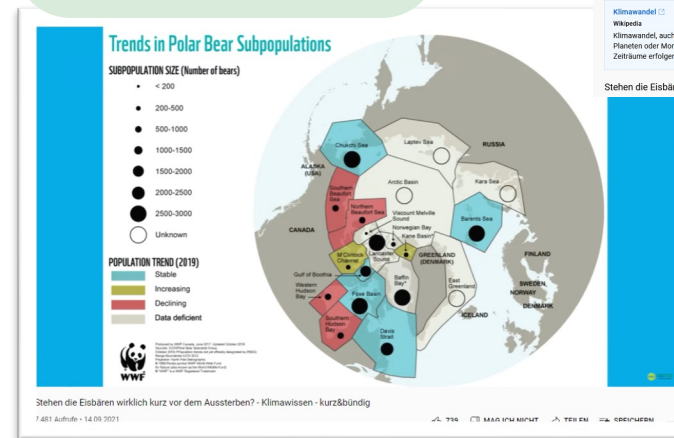 Trends in Polar Bear Subpopulations
SUBPOPULATION SIZE (Number of bears)
< 200
200-500
500-1000
1000-1500
1500-2000
2000-2500
2500-3000
Unknown
POPULATION TREND (2019)
Stable
Increasing
Declining
Data deficient
WWF
Chukchi Sea
Laptev Sea
RUSSIA
ALASKA
(USA)
Arctic Basin
Kara Sea
Southern
Beaufort
Sea
Northern
Beaufort Sea
Viscount Melville
Sound
Norwegian Bay
Kane Basin*
Barents Sea
CANADA
M'Clintock
Channel
Lancaster
Sound
GREENLAND
(DENMARK)
FINLAND
Gulf of Boothia
Baffin
Bay*
East
Greenland
SWEDEN
NORWAY
DENMARK
Western
Hudson
Bay
Foxe Basin
ICELAND
Southern
Hudson
Bay
Davis
Strait
Stehen die Eisbären wirklich kurz vor dem Aussterben? - Klimawissen - kurz&bündig
7.481 Aufrufe • 14.09.2021
739
MAG ICH NICHT
TEILEN
SPEICHERN
Klimawandel
Wikipedia
Klimawandel, auch
Planeten oder
Zeiträume
Stehen die